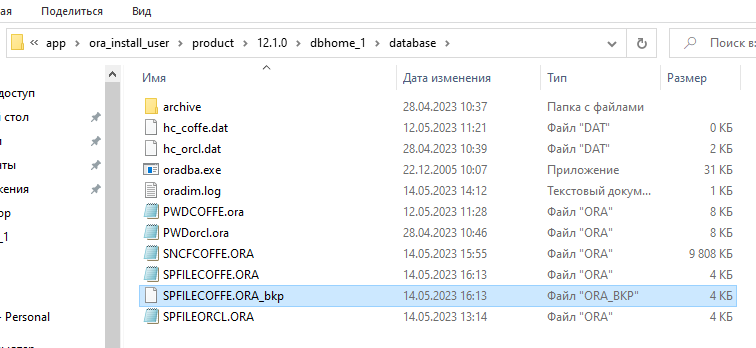 ая Поделиться Вид
« app › ora_install_user › product › 12.1.0 › dbhome_1 › database › Поиск в
Имя Дата изменения Тип Размер
archive 28.04.2023 10:37 Папка с файлами
hc_coffe.dat 12.05.2023 11:21 Файл "DAT" 0 КБ
hc_orcl.dat 28.04.2023 10:39 Файл "DAT" 2 КБ
oradba.exe 22.12.2005 10:07 Приложение 31 КБ
oradim.log 14.05.2023 14:12 Текстовый докум... 1 КБ
PWDCOFFE.ora 12.05.2023 11:28 Файл "ORA" 8 КБ
PWDorcl.ora 28.04.2023 10:46 Файл "ORA" 8 КБ
SNCFCOFFE.ORA 14.05.2023 15:55 Файл "ORA" 9 808 КБ
SPFILECOFFE.ORA 14.05.2023 16:13 Файл "ORA" 4 КБ
SPFILECOFFE.ORA_bkp 14.05.2023 16:13 Файл "ORA_BKP" 4 КБ
SPFILEORCL.ORA 14.05.2023 13:14 Файл "ORA" 4 КБ
доступ
й стол
нты
жения
ор
_1
- Personal